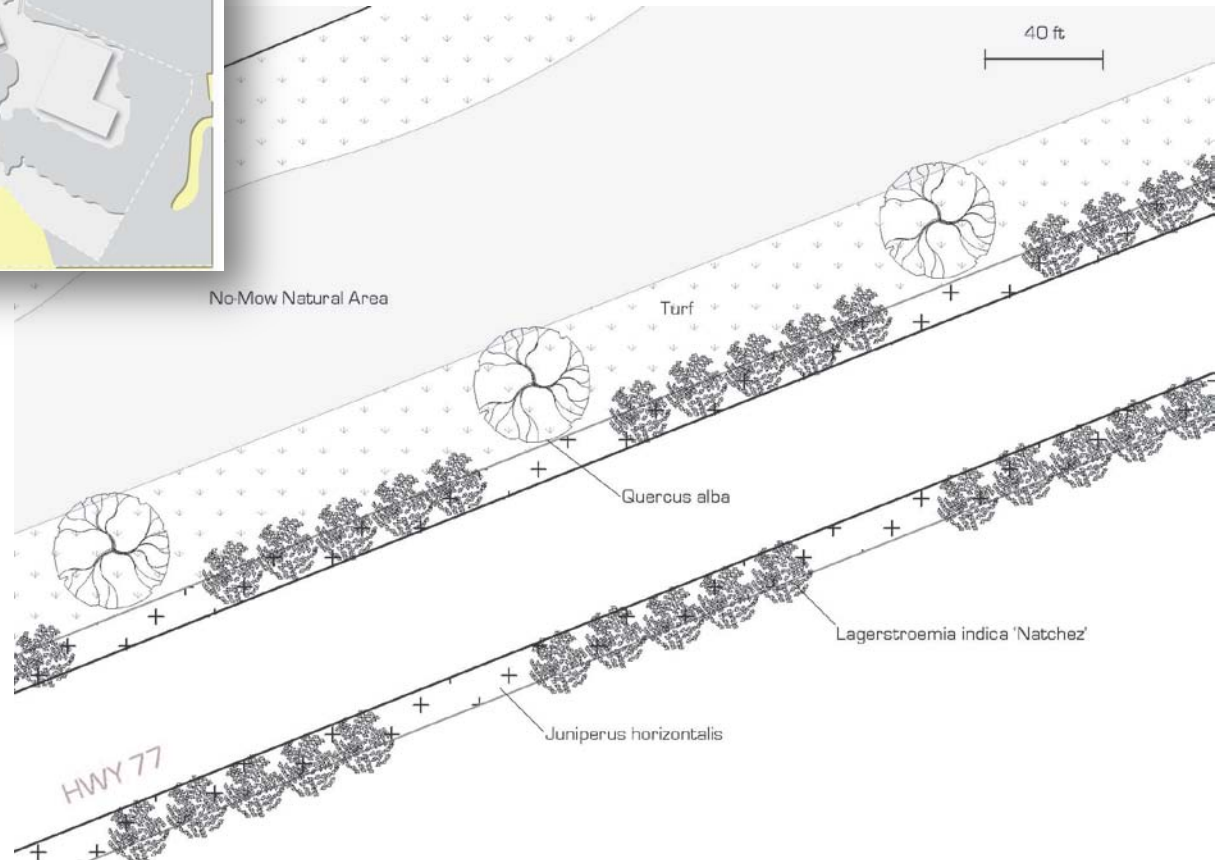 40 ft
No-Mow Natural Area
Turf
Quercus alba
Lagerstroemia indica 'Natchez'
Juniperus horizontalis
HWY 77